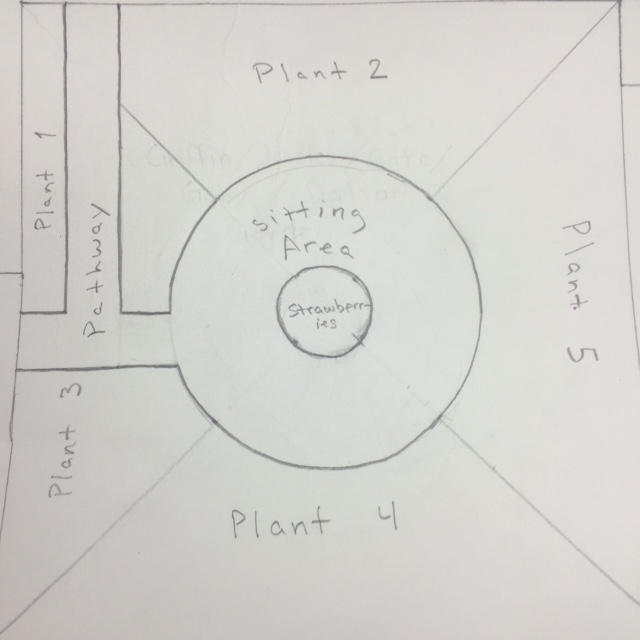 Plant 2
Plant 1
Pathway
sitting
Area
Strawberr
ies
Plant 5
Plant 3
Plant 4